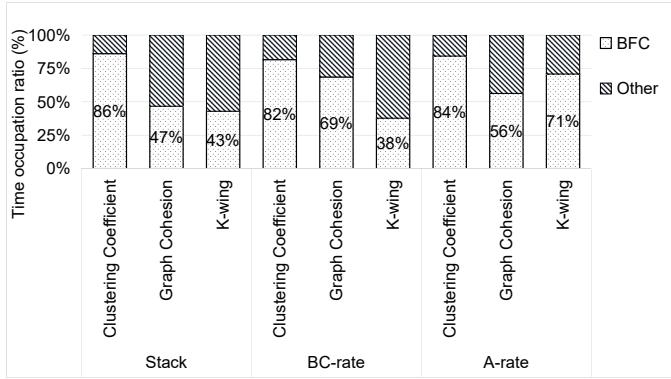 Time occupation ratio (%)
100%
75%
50%
25%
0%
86%
47%
43%
82%
69%
38%
84%
56%
71%
BFC
Other
Clustering Coefficient
Graph Cohesion
K-wing
Clustering Coefficient
Graph Cohesion
K-wing
Clustering Coefficient
Graph Cohesion
K-wing
Stack
BC-rate
A-rate